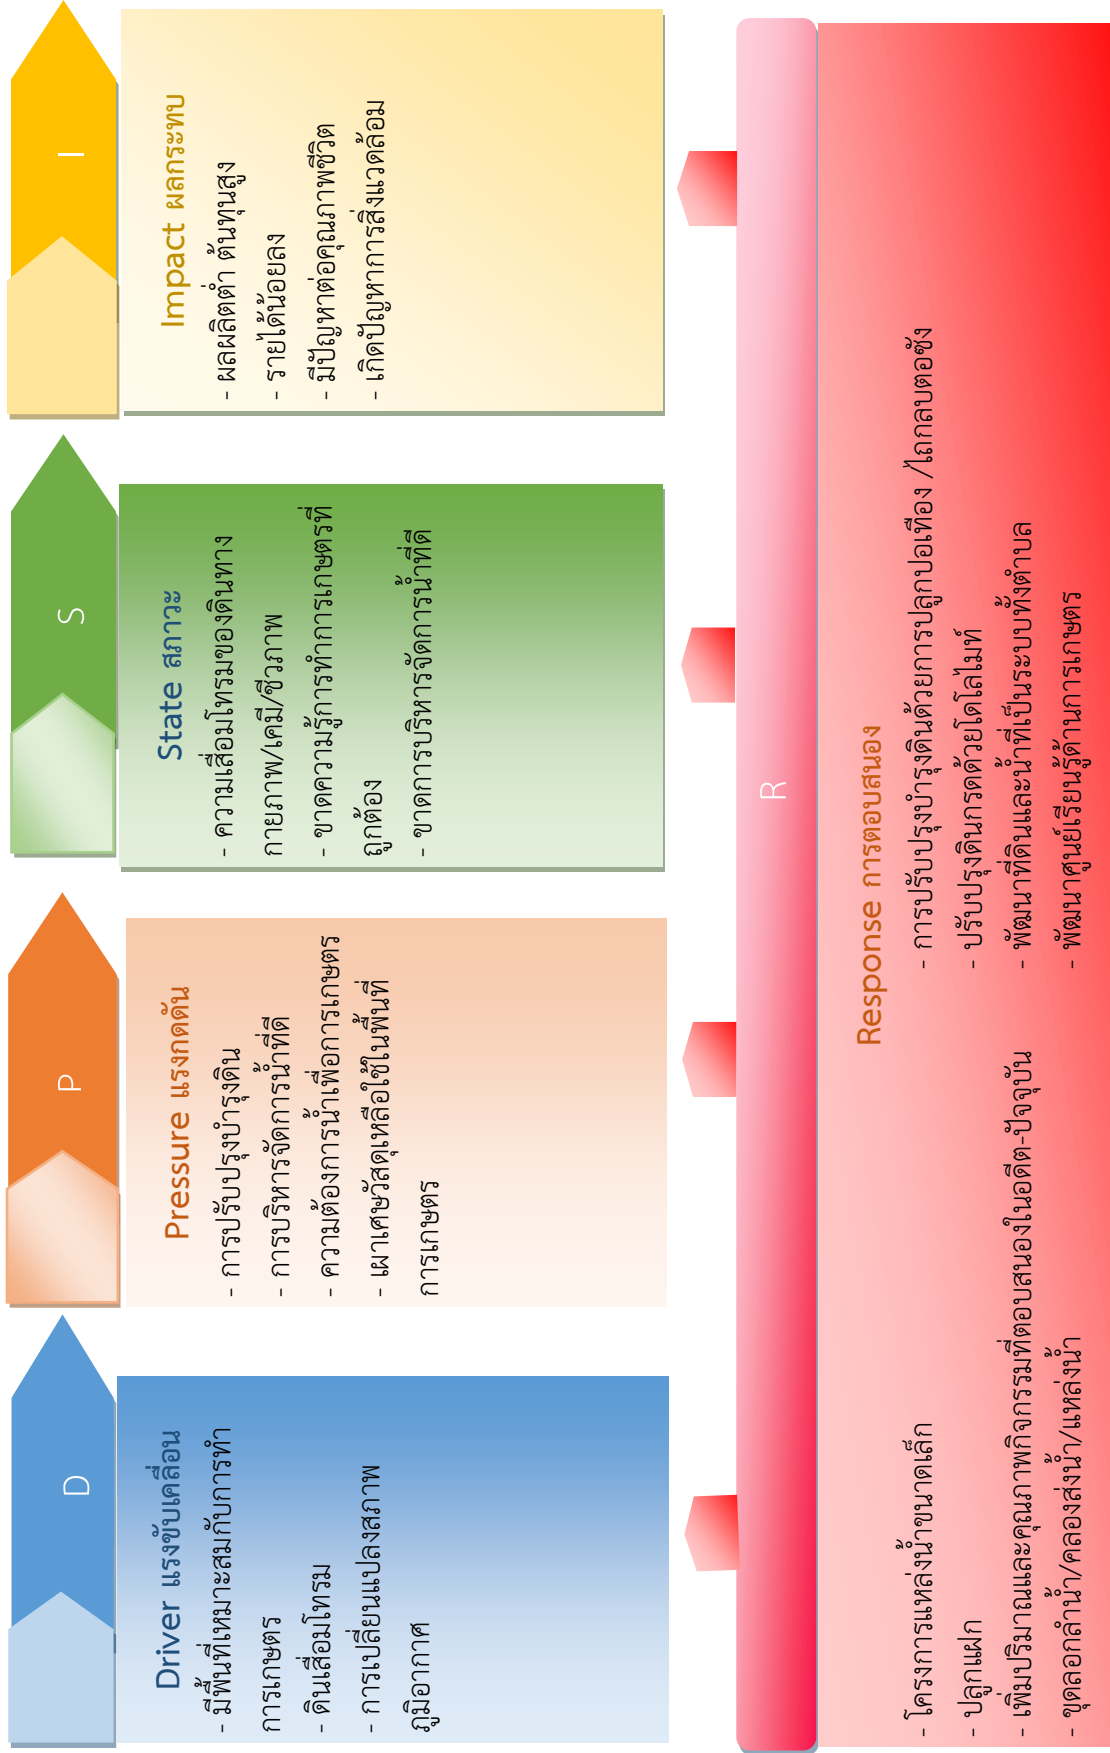 D
Driver แรงขับเคลื่อน
- มีพื้นที่เหมาะสมกับการทำ
การเกษตร
- ดินเสื่อมโทรม
- การเปลี่ยนแปลงสภาพ
ภูมิอากาศ
P
Pressure แรงกดดัน
- การปรับปรุงบำรุงดิน
- การบริหารจัดการน้ำที่ดี
- ความต้องการน้ำเพื่อการเกษตร
- เผาเศษวัสดุเหลือใช้ในพื้นที่
การเกษตร
S
State สภาวะ
- ความเสื่อมโทรมของดินทาง
กายภาพ/เคมี/ชีวภาพ
- ขาดความรู้การทำการเกษตรที่
ถูกต้อง
- ขาดการบริหารจัดการน้ำที่ดี
I
Impact ผลกระทบ
- ผลผลิตต่ำ ต้นทุนสูง
- รายได้น้อยลง
- มีปัญหาต่อคุณภาพชีวิต
- เกิดปัญหาการสิ่งแวดล้อม
R
Response การตอบสนอง
- โครงการแหล่งน้ำขนาดเล็ก
- ปลูกแฝก
- เพิ่มปริมาณและคุณภาพกิจกรรมที่ตอบสนองในอดีต-ปัจจุบัน
- ขุดลอกลำน้ำ/คลองส่งน้ำ/แหล่งน้ำ
- การปรับปรุงบำรุงดินด้วยการปลูกปอเทือง /ไถกลบตอซัง
- ปรับปรุงดินกรดด้วยโดโลไมท์
- พัฒนาที่ดินและน้ำที่เป็นระบบทั้งตำบล
- พัฒนาศูนย์เรียนรู้ด้านการเกษตร